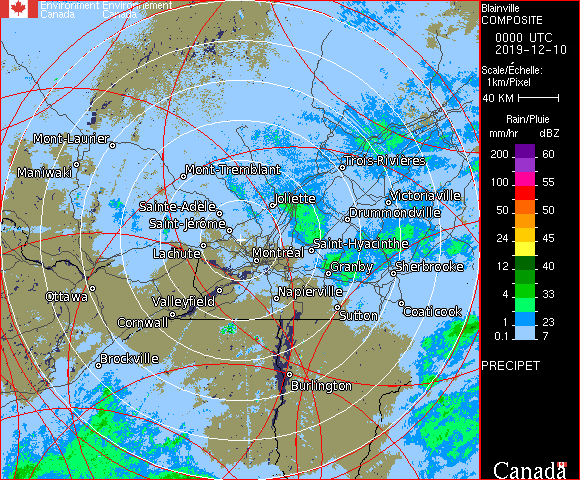 Environment Environnement
Canada Canada
Blainville
COMPOSITE
0000 UTC
2019-12-10
Scale/Échelle:
1km/Pixel
40 KM
Rain/Pluie
mm/hr dBZ
200 60
100 55
50 50
24 45
12 40
4 33
1 23
0.1 7
PRECIPET
Canada
Mont-Laurier
Maniwaki
Mont-Tremblant
Trois-Rivières
Joliette
Victoriaville
Sainte-Adèle
Drummondville
Saint-Jérôme
Lachute
Montréal
Saint-Hyacinthe
Granby
Sherbrooke
Ottawa
Valleyfield
Napierville
Cornwall
Sutton
Coaticook
Brockville
Burlington